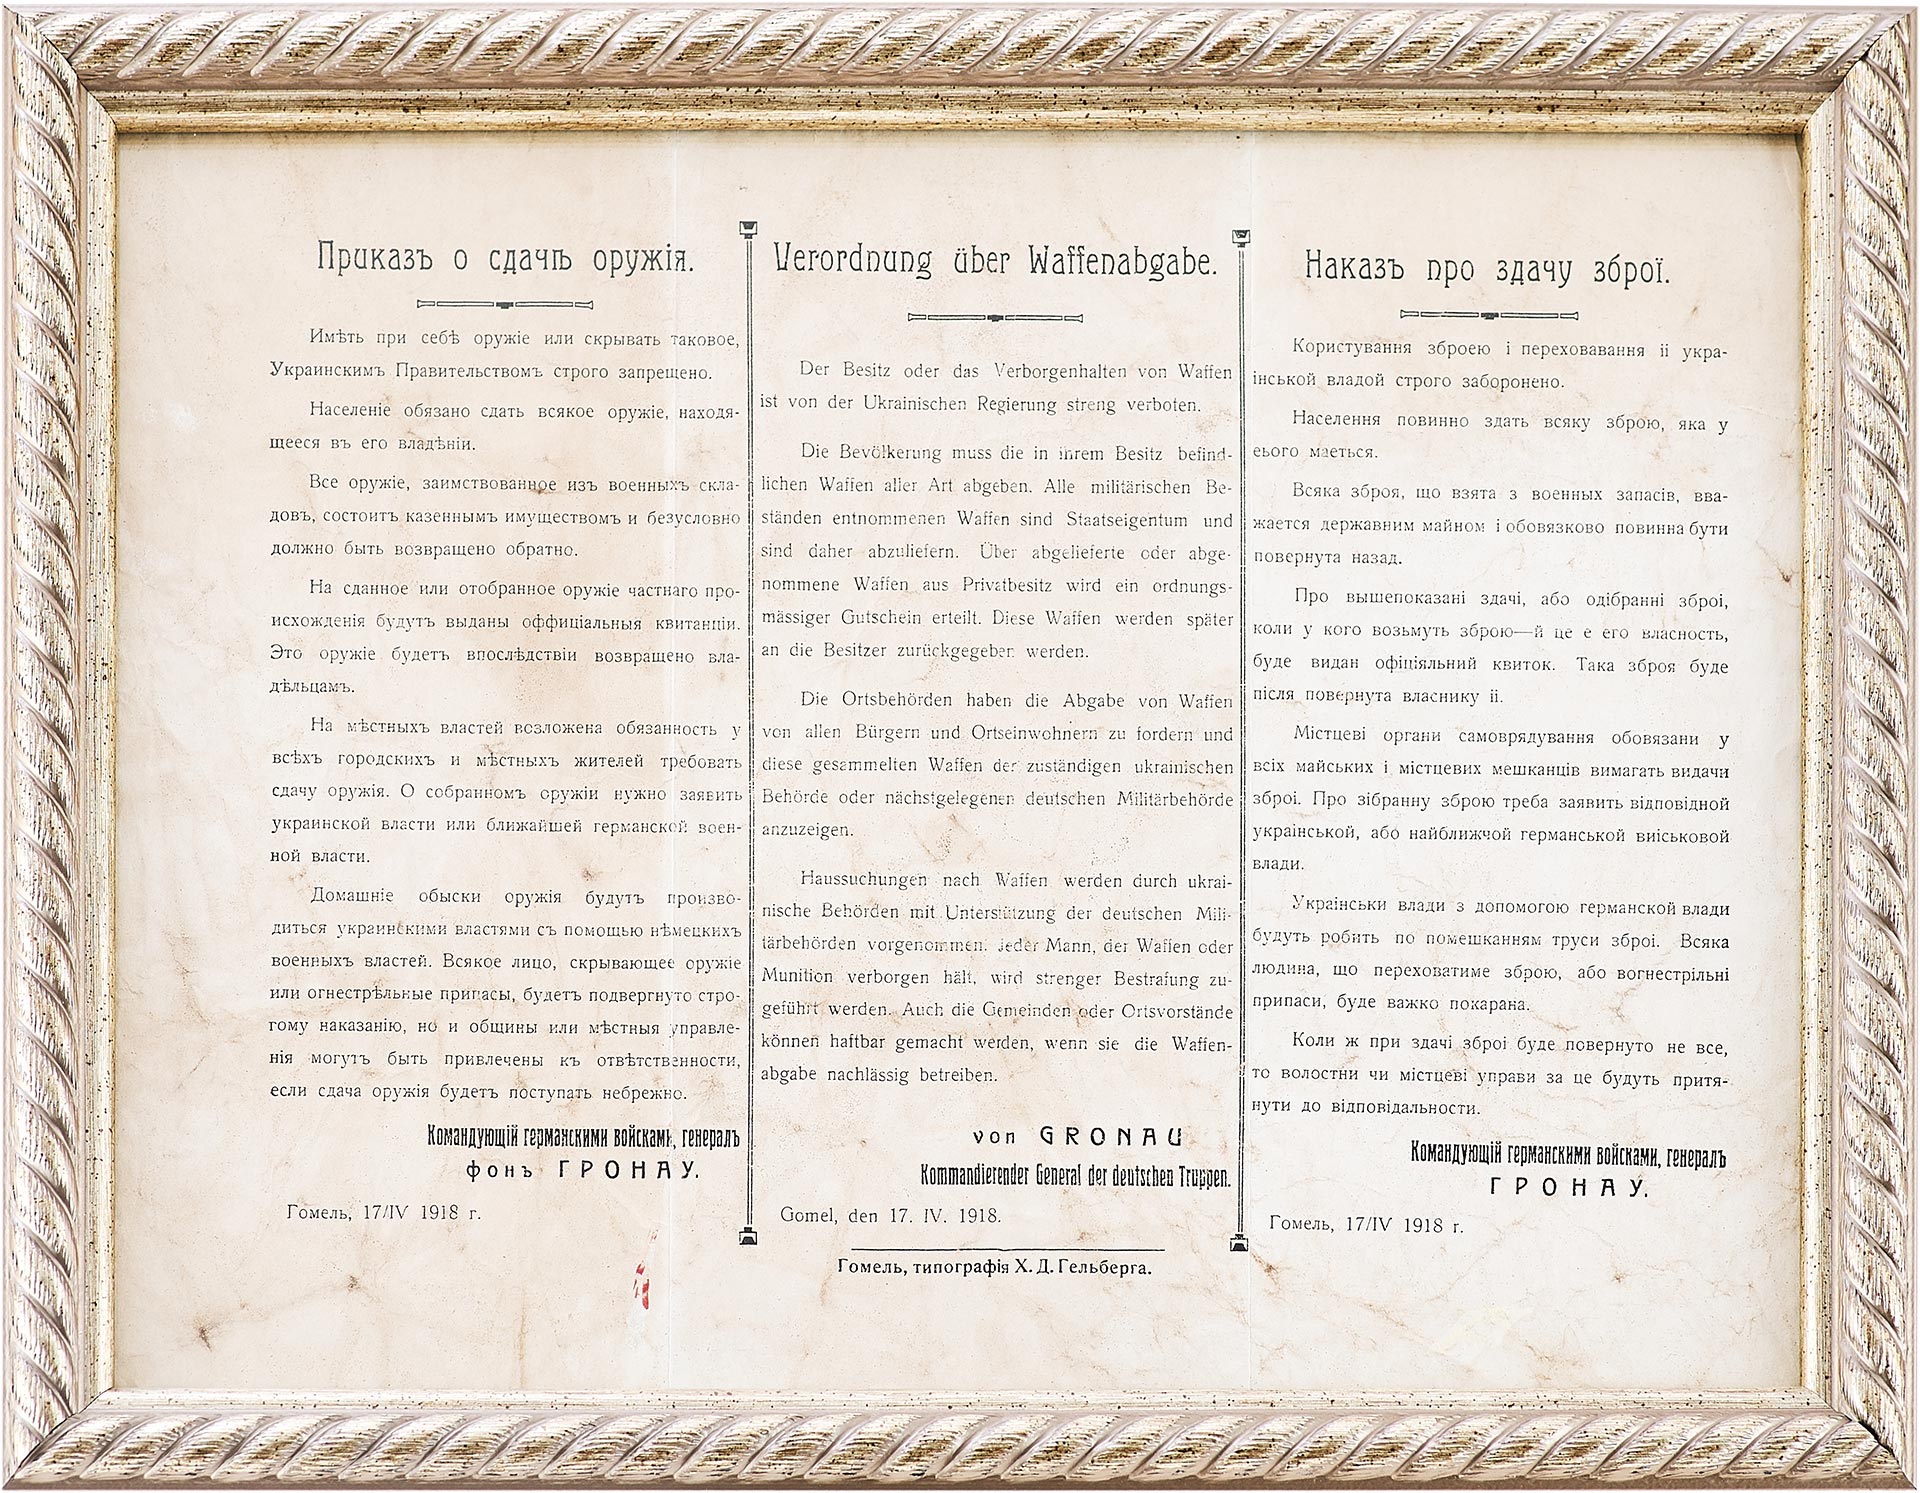 Приказъ о сдачѣ оружія.
Имѣть при себѣ оружіе или скрывать таковое,
Украинскимъ Правительствомъ строго запрещено.
Населеніе обязано сдать всякое оружіе, находя-
щееся въ его владѣніи.
Все оружіе, заимствованное изъ военныхъ скла-
довъ, состоитъ казеннымъ имуществомъ и безусловно
должно быть возвращено обратно.
На сданное или отобранное оружіе частнаго про-
исхожденія будутъ выданы оффиціальныя квитанціи.
Это оружіе будетъ впослѣдствіи возвращено вла-
дѣльцамъ.
На мѣстныхъ властей возложена обязанность у
всѣхъ городскихъ и мѣстныхъ жителей требовать
сдачу оружія. О собранномъ оружіи нужно заявить
украинской власти или ближайшей германской воен-
ной власти.
Домашніе обыски оружія будутъ произво-
диться украинскими властями съ помощью нѣмецкихъ
военныхъ властей. Всякое лицо, скрывающее оружіе
или огнестрѣльные припасы, будетъ подвергнуто стро-
гому наказанію, но и общины или мѣстныя управле-
нія могутъ быть привлечены къ отвѣтственности,
если сдача оружія будетъ поступать небрежно.
Командующій германскими войсками, генералъ
фонъ ГРОНАУ.
Гомель, 17/IV 1918 г.
Verordnung über Waffenabgabe.
Der Besitz oder das Verborgenhalten von Waffen
ist von der Ukrainischen Regierung streng verboten.
Die Bevölkerung muss die in ihrem Besitz befind-
lichen Waffen aller Art abgeben. Alle militärischen Be-
ständen entnommenen Waffen sind Staatseigentum und
sind daher abzuliefern. Über abgelieferte oder abge-
nommene Waffen aus Privatbesitz wird ein ordnungs-
mässiger Gutschein erteilt. Diese Waffen werden später
an die Besitzer zurückgegeben werden.
Die Ortsbehörden haben die Abgabe von Waffen
von allen Bürgern und Ortseinwohnern zu fordern und
diese gesammelten Waffen der zuständigen ukrainischen
Behörde oder nächstgelegenen deutschen Militärbehörde
anzuzeigen.
Haussuchungen nach Waffen werden durch ukrai-
nische Behörden mit Unterstützung der deutschen Mili-
tärbehörden vorgenommen. Jeder Mann, der Waffen oder
Munition verborgen hält, wird strenger Bestrafung zu-
geführt werden. Auch die Gemeinden oder Ortsvorstände
können haftbar gemacht werden, wenn sie die Waffen-
abgabe nachlässig betreiben.
von GRONAU
Kommandierender General der deutschen Truppen.
Gomel, den 17. IV. 1918.
Наказъ про здачу зброї.
Користування зброею і переховавання іі укра-
інськой владой строго заборонено.
Населення повинно здать всяку зброю, яка у
еього маеться.
Всяка зброя, що взята з военных запасів, вва-
жается державним майном і обовязково повинна бути
повернута назад.
Про вышепоказані здачі, або одібранні зброі,
коли у кого возьмуть зброю—й це е его власность,
буде видан офіціяльний квиток. Така зброя буде
після повернута власнику іі.
Містцеві органи самоврядування обовязани у
всіх майських і містцевих мешканців вимагать видачи
зброі. Про зібранну зброю треба заявить відповідной
українськой, або найближчой германськой виіськовой
влади.
Українськи влади з допомогою германской влади
будуть робить по помешканням труси зброі. Всяка
людина, що переховатиме зброю, або вогнестрільні
припаси, буде важко покарана.
Коли ж при здачі зброі буде повернуто не все,
то волостни чи містцеві управи за це будуть притя-
нути до відповідальности.
Командующій германскими войсками, генералъ
ГРОНАУ.
Гомель, 17/IV 1918 г.
Гомель, типографія Х. Д. Гельберга.